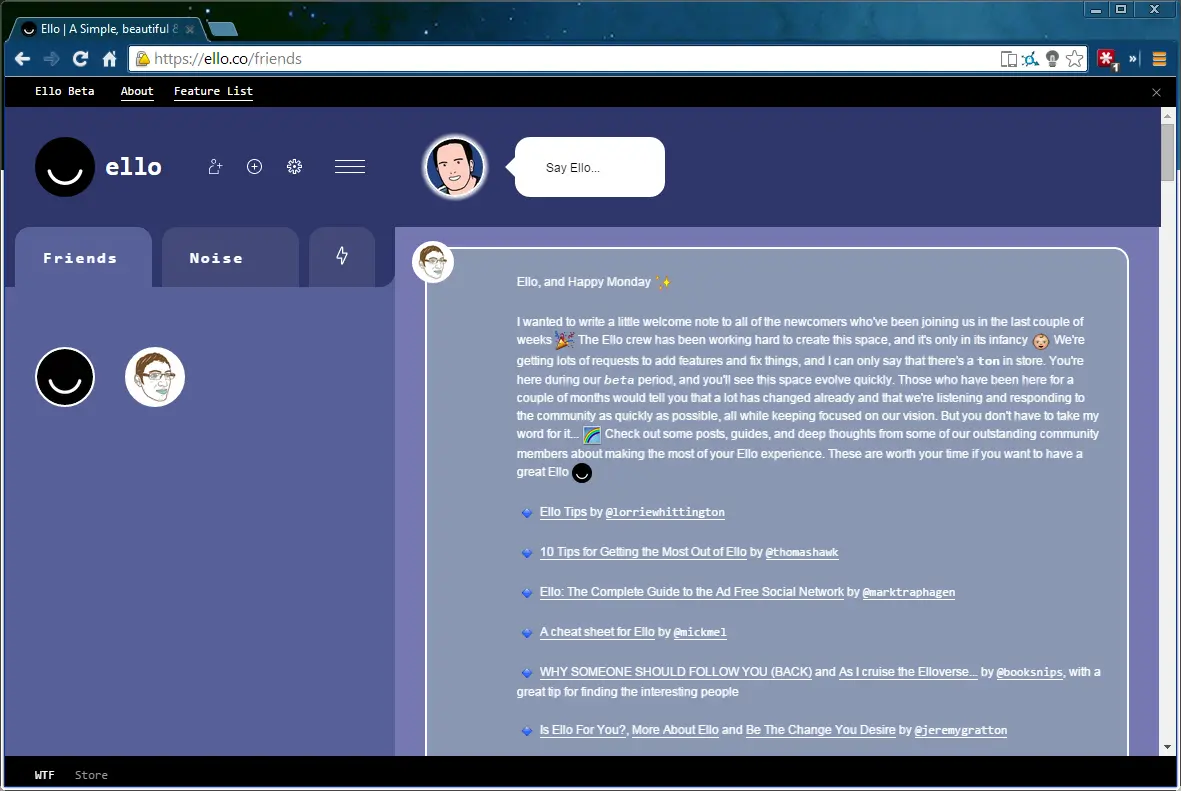 Ello | A Simple, beautiful &
https://ello.co/friends
Ello Beta About Feature List
ello
Say Ello...
Friends Noise
Ello, and Happy Monday ✨
I wanted to write a little welcome note to all of the newcomers who've been joining us in the last couple of
weeks 🎉 The Ello crew has been working hard to create this space, and it's only in its infancy 👶 We're
getting lots of requests to add features and fix things, and I can only say that there's a ton in store. You're
here during our beta period, and you'll see this space evolve quickly. Those who have been here for a
couple of months would tell you that a lot has changed already and that we're listening and responding to
the community as quickly as possible, all while keeping focused on our vision. But you don't have to take my
word for it... 🌈 Check out some posts, guides, and deep thoughts from some of our outstanding community
members about making the most of your Ello experience. These are worth your time if you want to have a
great Ello
🔹 Ello Tips by @lorriewhittington
🔹 10 Tips for Getting the Most Out of Ello by @thomashawk
🔹 Ello: The Complete Guide to the Ad Free Social Network by @marktraphagen
🔹 A cheat sheet for Ello by @mickmel
🔹 WHY SOMEONE SHOULD FOLLOW YOU (BACK) and As I cruise the Elloverse... by @booksnips, with a
great tip for finding the interesting people
🔹 Is Ello For You?, More About Ello and Be The Change You Desire by @jeremygratton
WTF Store